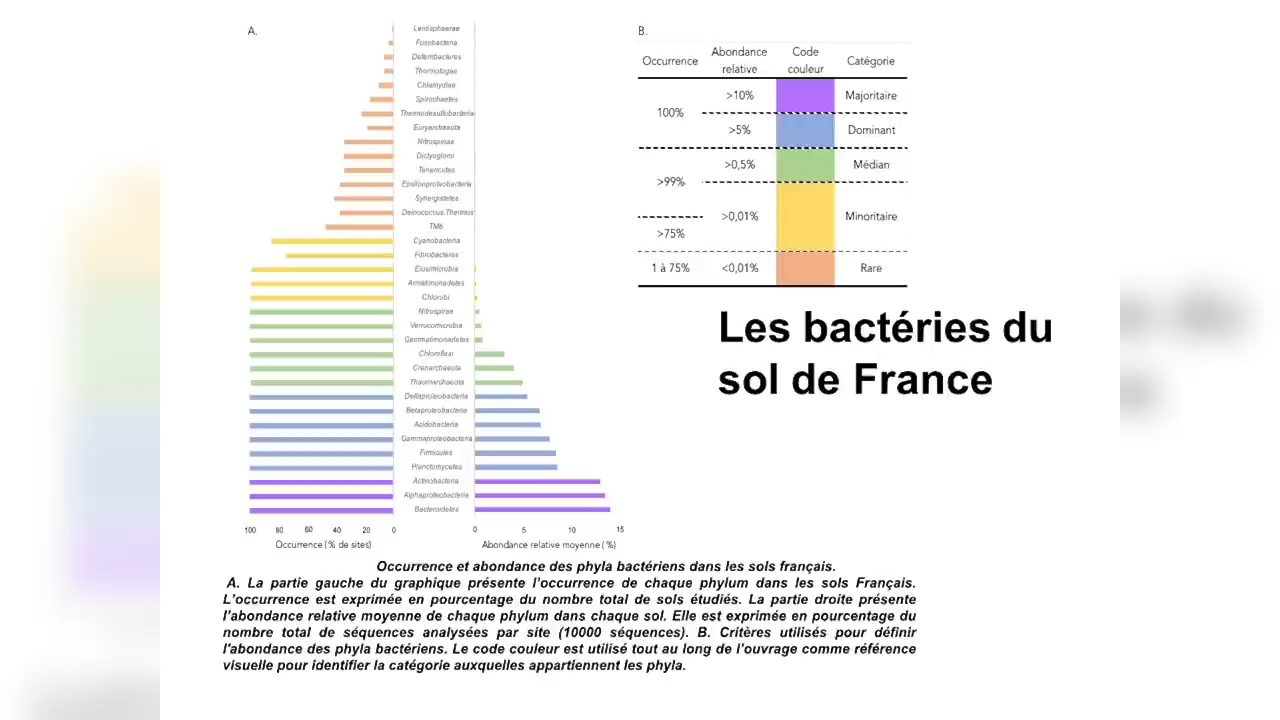 A.
Lentisphaerae
Fusobacteria
Deferribacteres
Thermotogae
Chlamydiae
Spirochaetes
Thermodesulfobacteria
Euryarchaeota
Nitrospinae
Dictyoglomi
Tenericutes
Epsilonproteobacteria
Synergistetes
Deinococcus.Thermus
TM6
Cyanobacteria
Fibrobacteres
Elusimicrobia
Armatimonadetes
Chlorobi
Nitrospirae
Verrucomicrobia
Gemmatimonadetes
Chloroflexi
Crenarchaeota
Thaumarchaeota
Deltaproteobacteria
Betaproteobacteria
Acidobacteria
Gammaproteobacteria
Firmicutes
Planctomycetes
Actinobacteria
Alphaproteobacteria
Bacteroidetes
100 80 60 40 20 0 0 5 10 15
Occurrence (% de sites) Abondance relative moyenne (%)
B.
Occurrence Abondance relative Code couleur Catégorie
100% >10% Majoritaire
>5% Dominant
>99% >0,5% Médian
>75% >0,01% Minoritaire
1 à 75% <0,01% Rare
Les bactéries du
sol de France
Occurrence et abondance des phyla bactériens dans les sols français.
A. La partie gauche du graphique présente l'occurrence de chaque phylum dans les sols Français.
L'occurrence est exprimée en pourcentage du nombre total de sols étudiés. La partie droite présente
l'abondance relative moyenne de chaque phylum dans chaque sol. Elle est exprimée en pourcentage du
nombre total de séquences analysées par site (10000 séquences). B. Critères utilisés pour définir
l'abondance des phyla bactériens. Le code couleur est utilisé tout au long de l'ouvrage comme référence
visuelle pour identifier la catégorie auxquelles appartiennent les phyla.